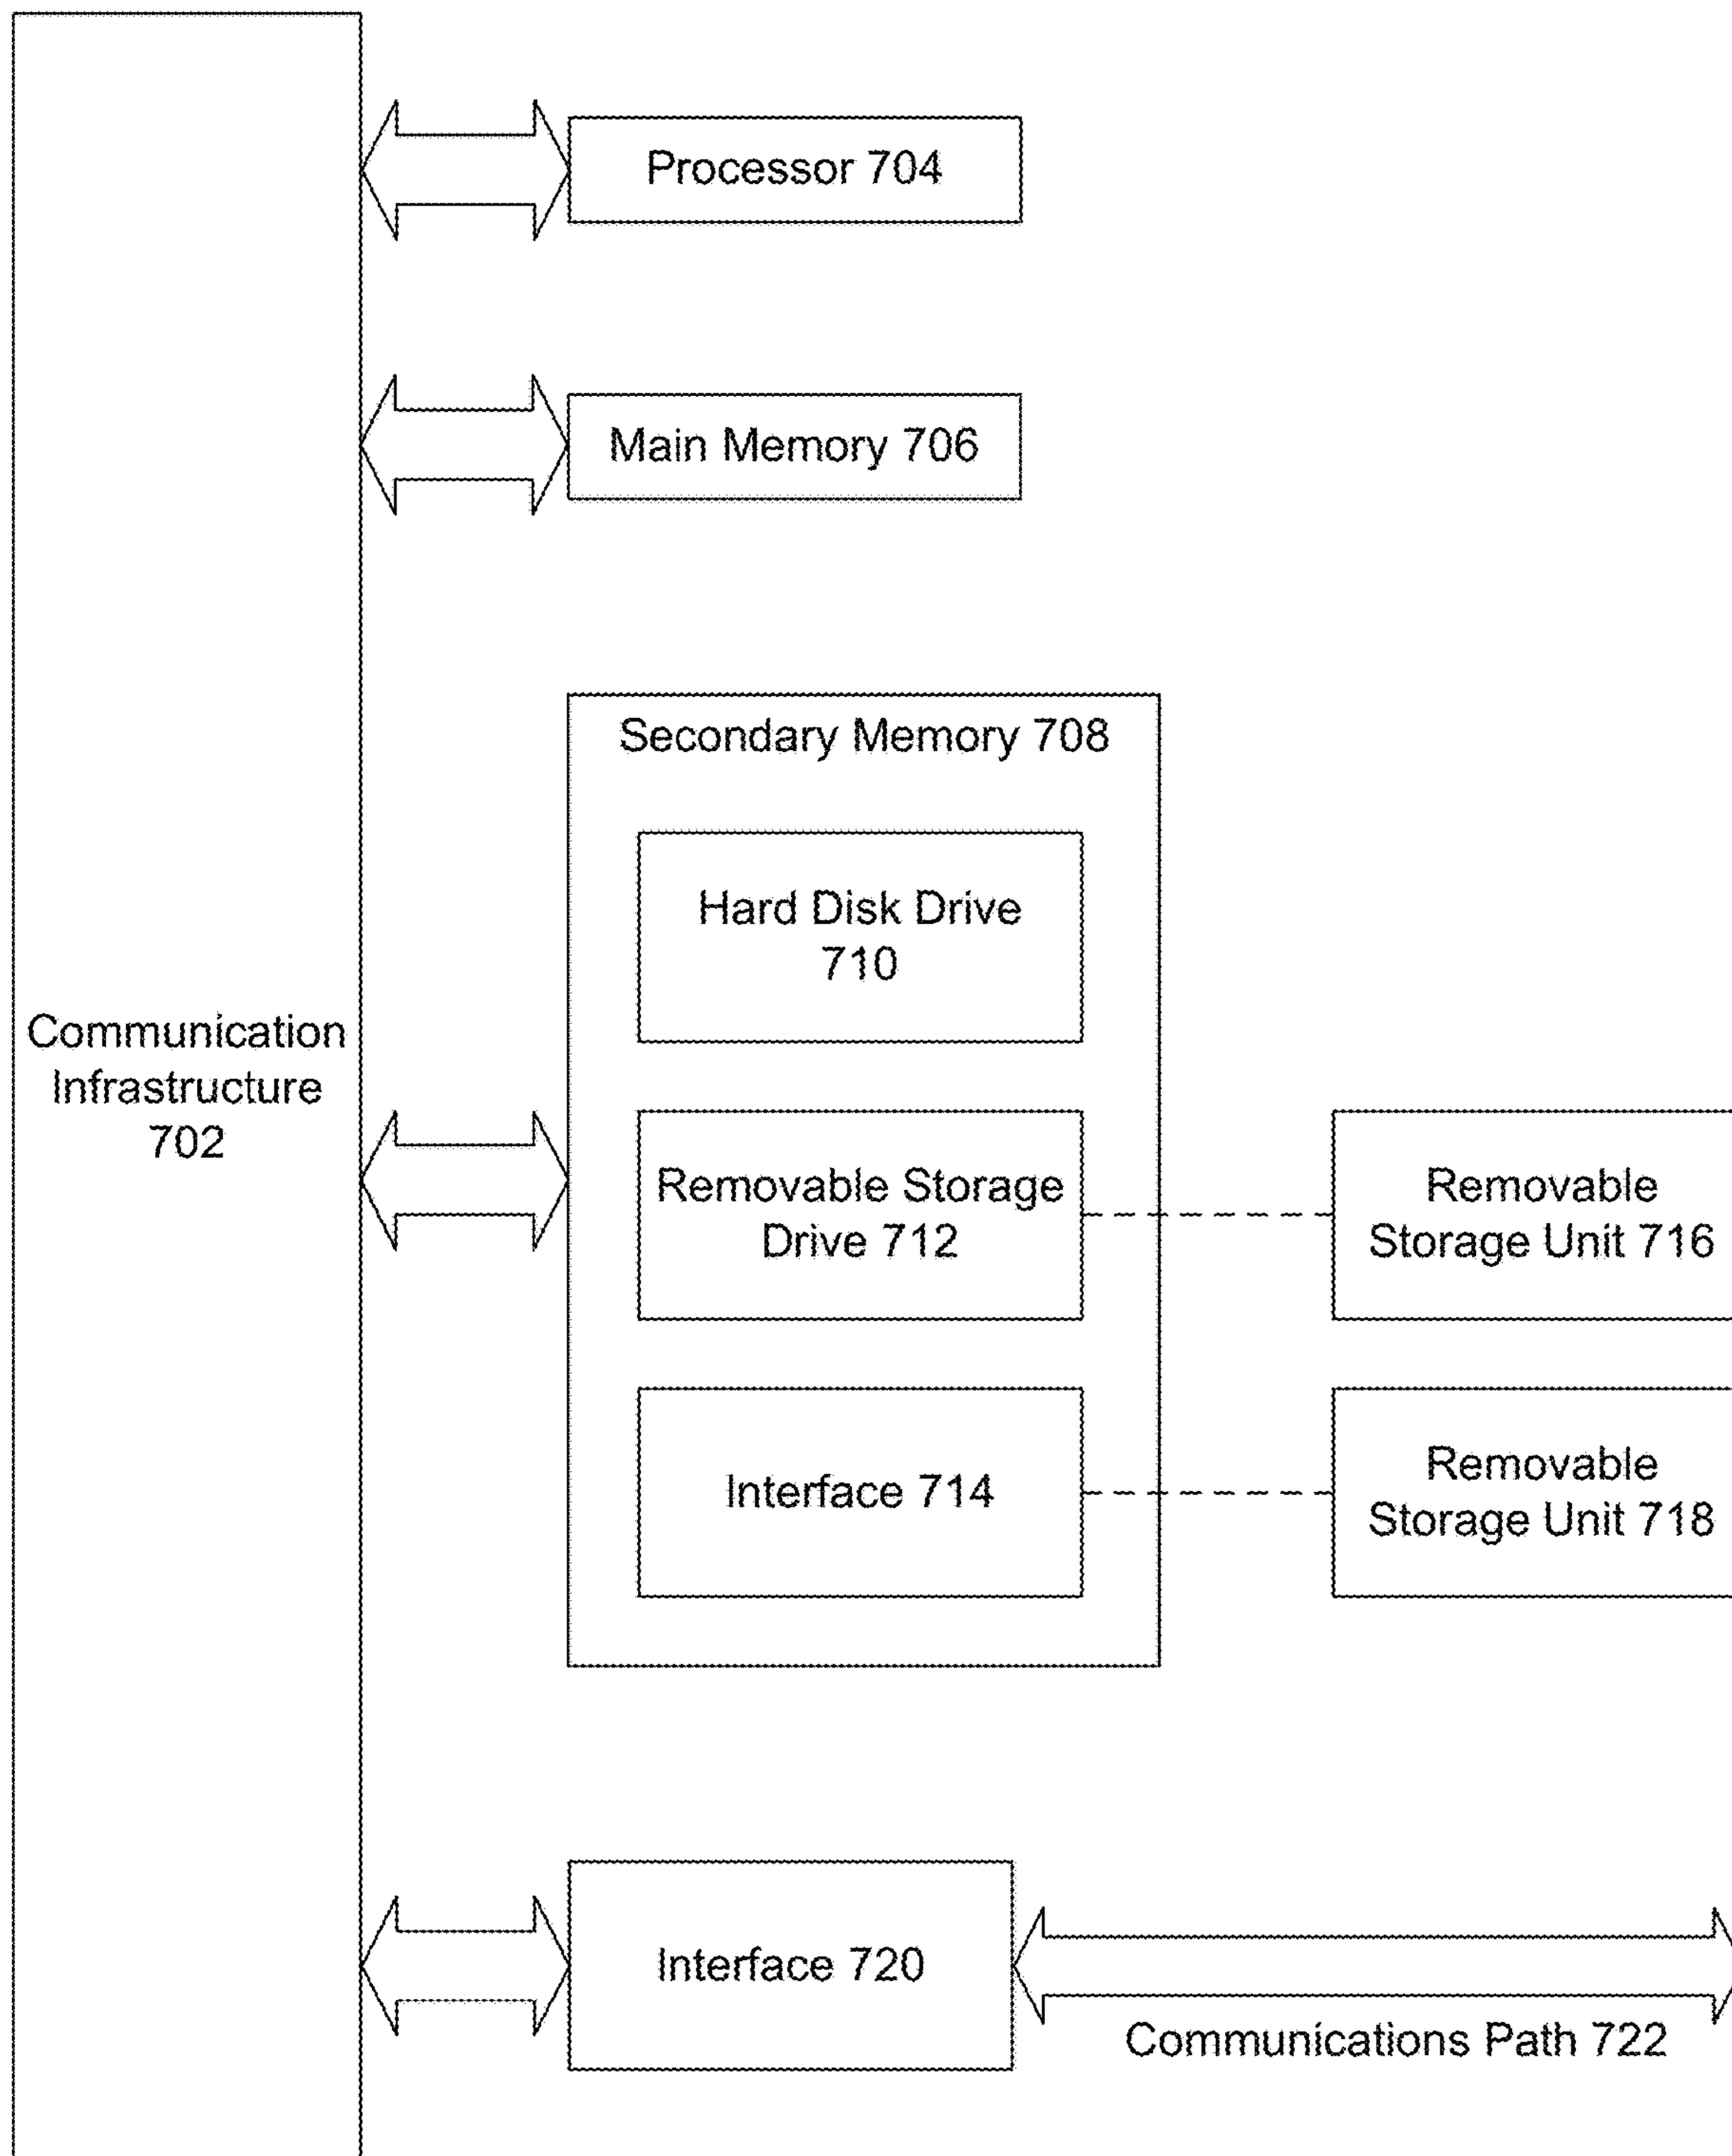 Processor 704
Main Memory 706
Secondary Memory 708
Hard Disk Drive
710
Communication
Infrastructure
702
Removable Storage
Drive 712
Removable
Storage Unit 716
Interface 714
Removable
Storage Unit 718
Interface 720
Communications Path 722